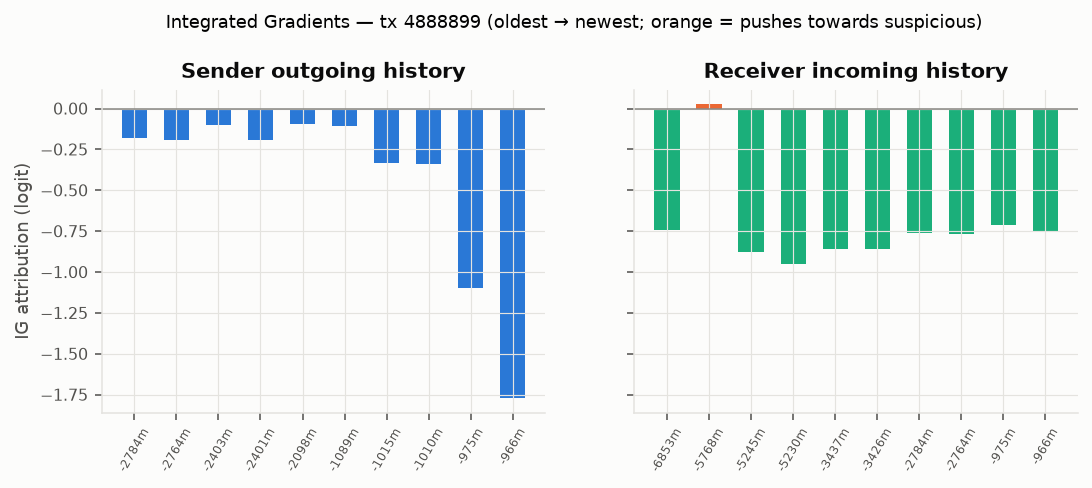 Integrated Gradients — tx 4888899 (oldest → newest; orange = pushes towards suspicious)
Sender outgoing history
Receiver incoming history
IG attribution (logit)
0.00
−0.25
−0.50
−0.75
−1.00
−1.25
−1.50
−1.75
-2784m
-2764m
-2403m
-2401m
-2098m
-1089m
-1015m
-1010m
-975m
-966m
-6853m
-5768m
-5245m
-5230m
-3437m
-3426m
-2784m
-2764m
-975m
-966m